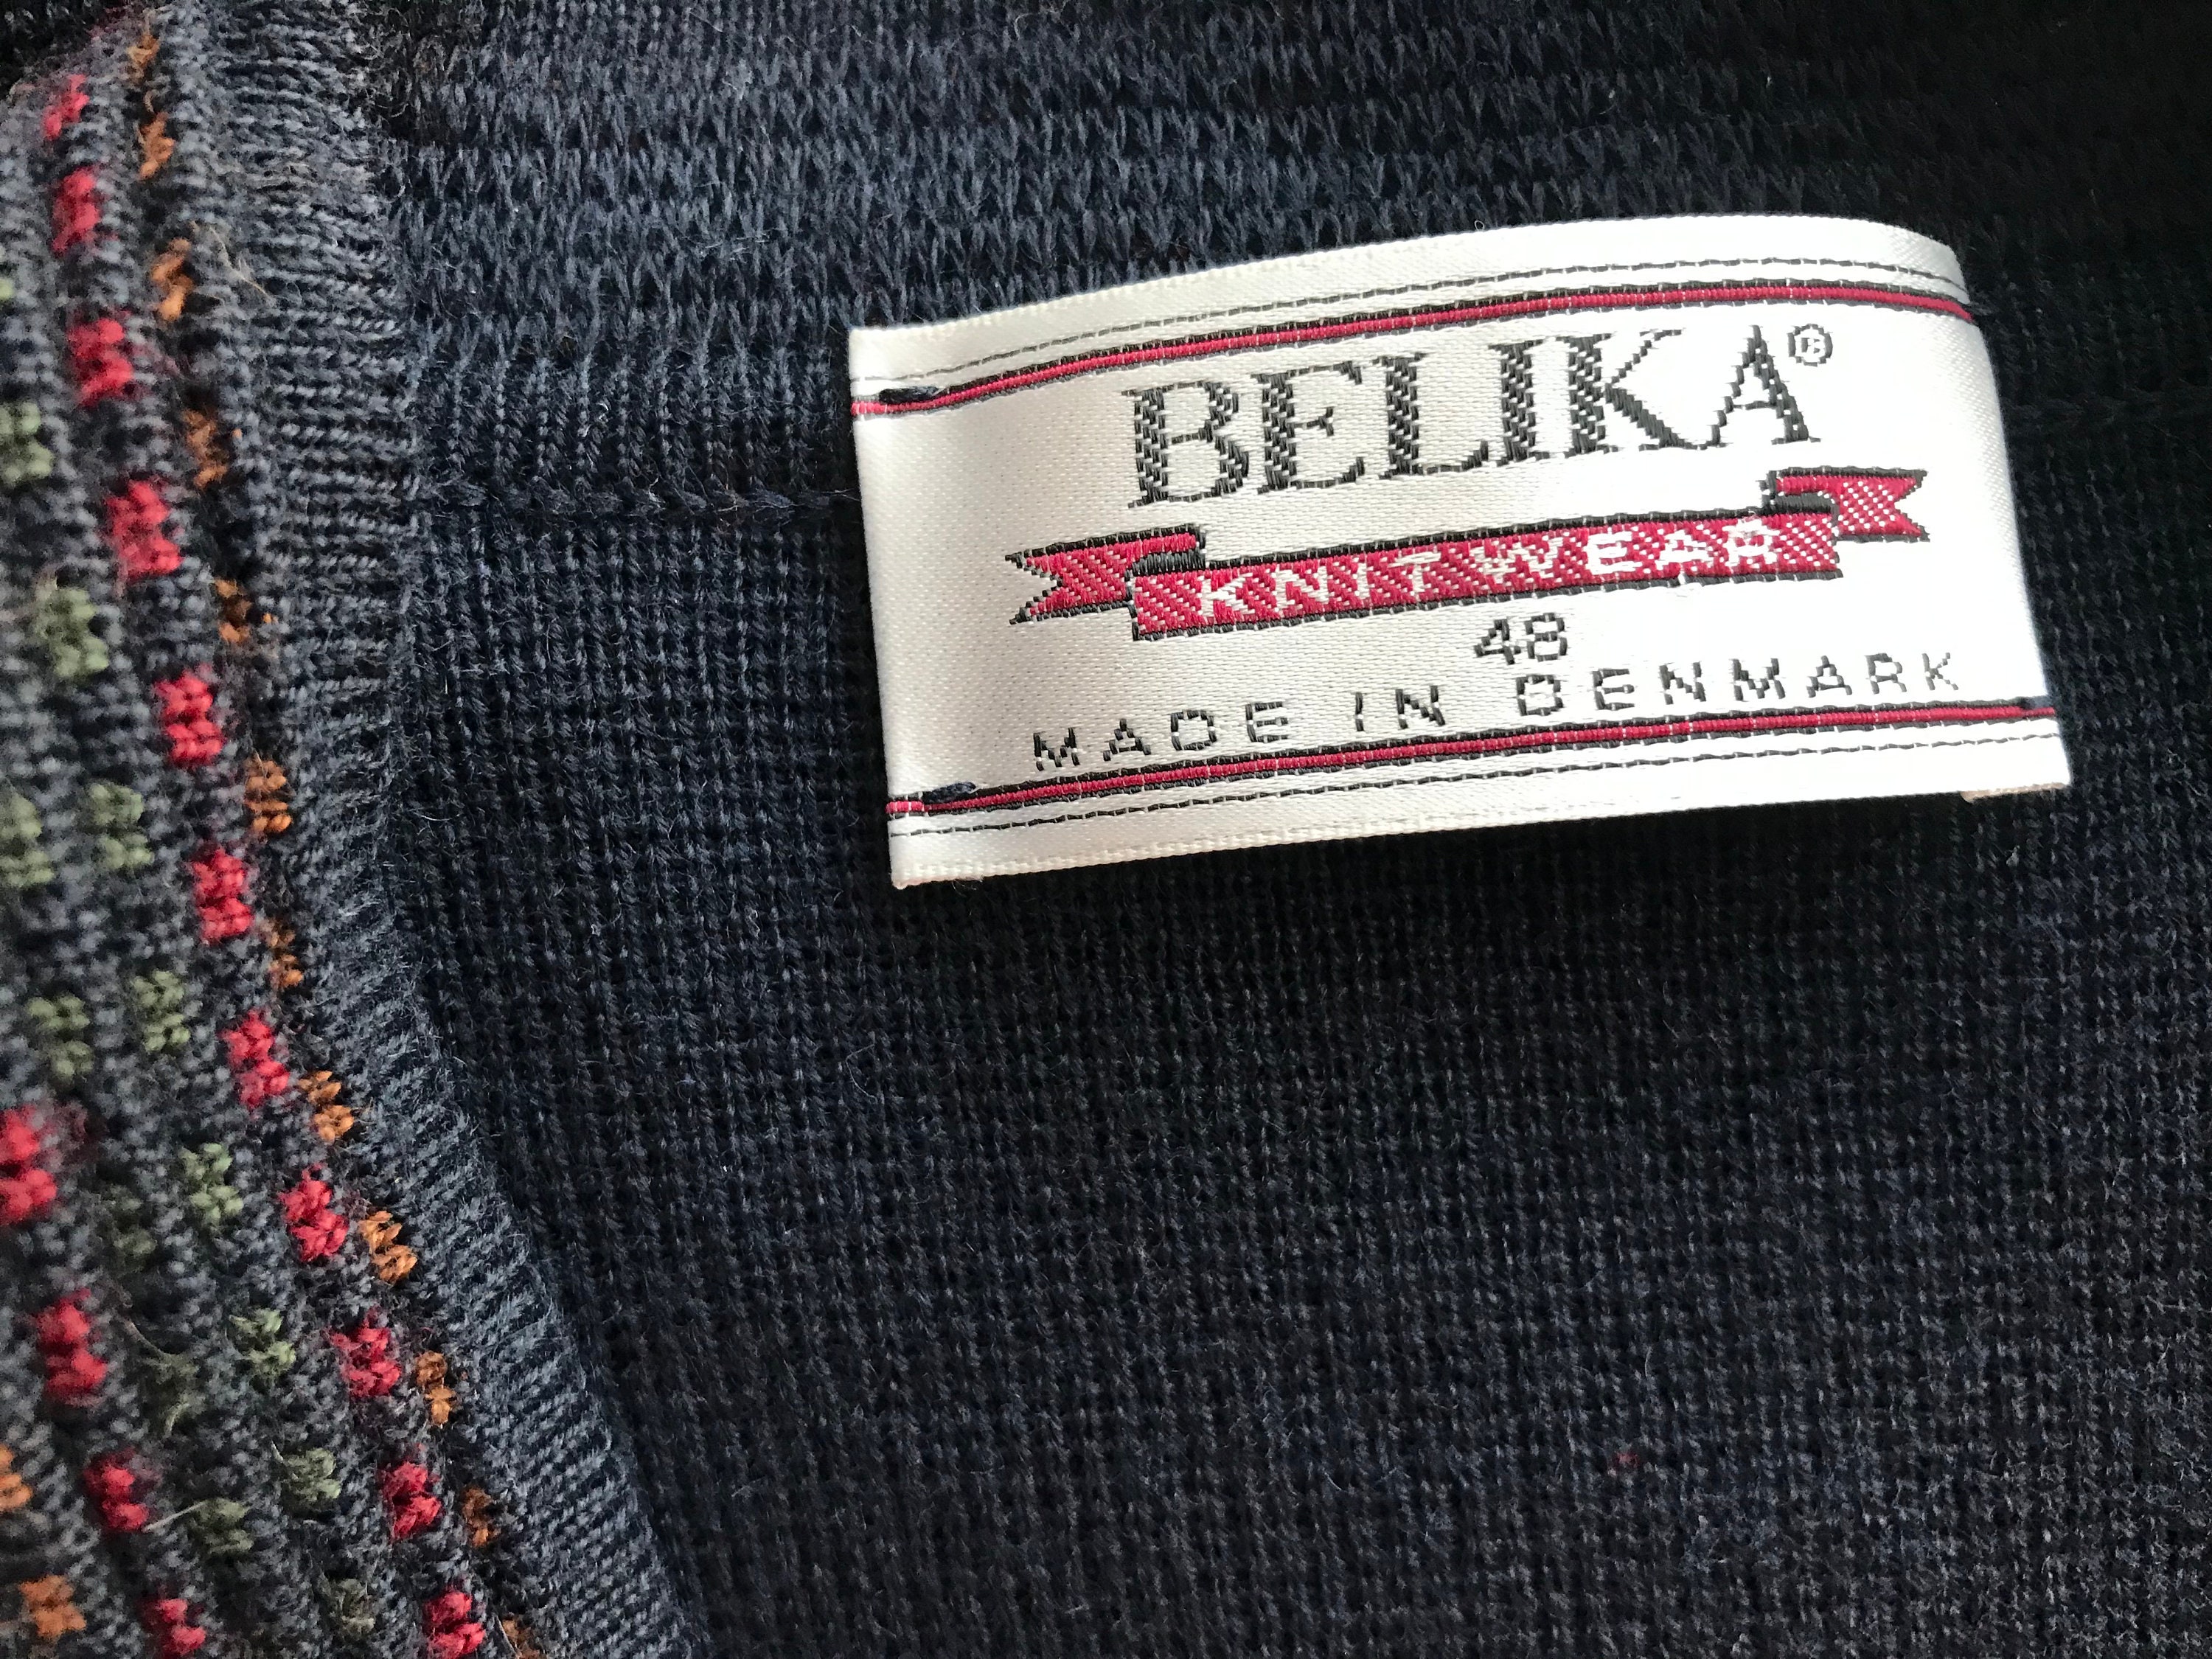 BELIKA®
KNITWEAR
48
MADE IN DENMARK